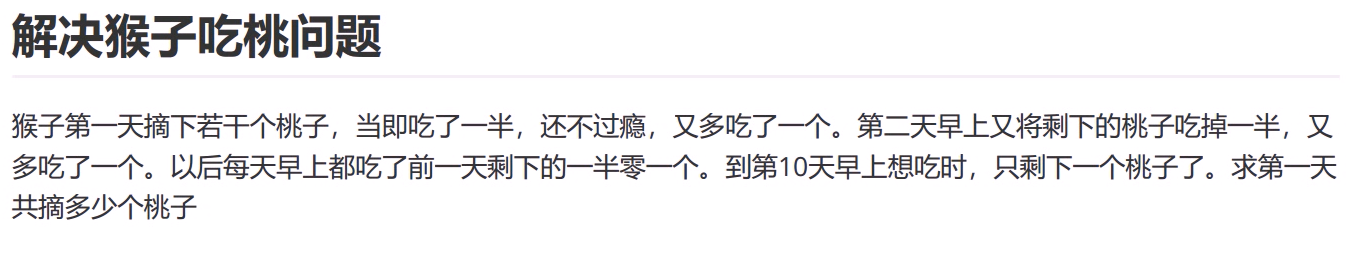 解决猴子吃桃问题
猴子第一天摘下若干个桃子，当即吃了一半，还不过瘾，又多吃了一个。第二天早上又将剩下的桃子吃掉一半，又
多吃了一个。以后每天早上都吃了前一天剩下的一半零一个。到第10天早上想吃时，只剩下一个桃子了。求第一天
共摘多少个桃子